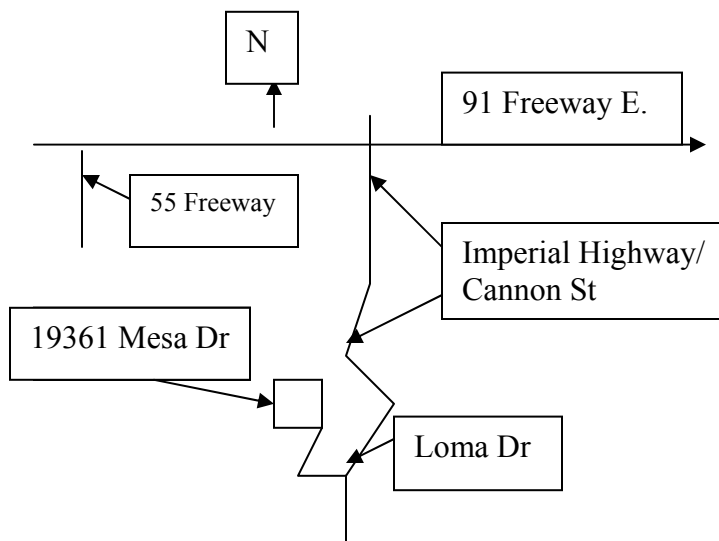 N
91 Freeway E.
55 Freeway
Imperial Highway/
Cannon St
19361 Mesa Dr
Loma Dr